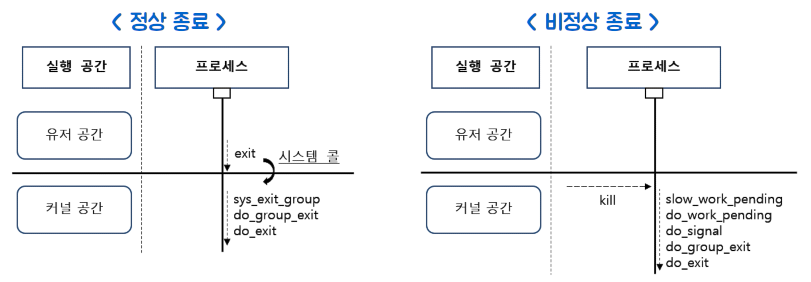 < 정상 종료 >
실행 공간
프로세스
유저 공간
exit
시스템 콜
커널 공간
sys_exit_group
do_group_exit
do_exit
< 비정상 종료 >
실행 공간
프로세스
유저 공간
커널 공간
kill
slow_work_pending
do_work_pending
do_signal
do_group_exit
do_exit